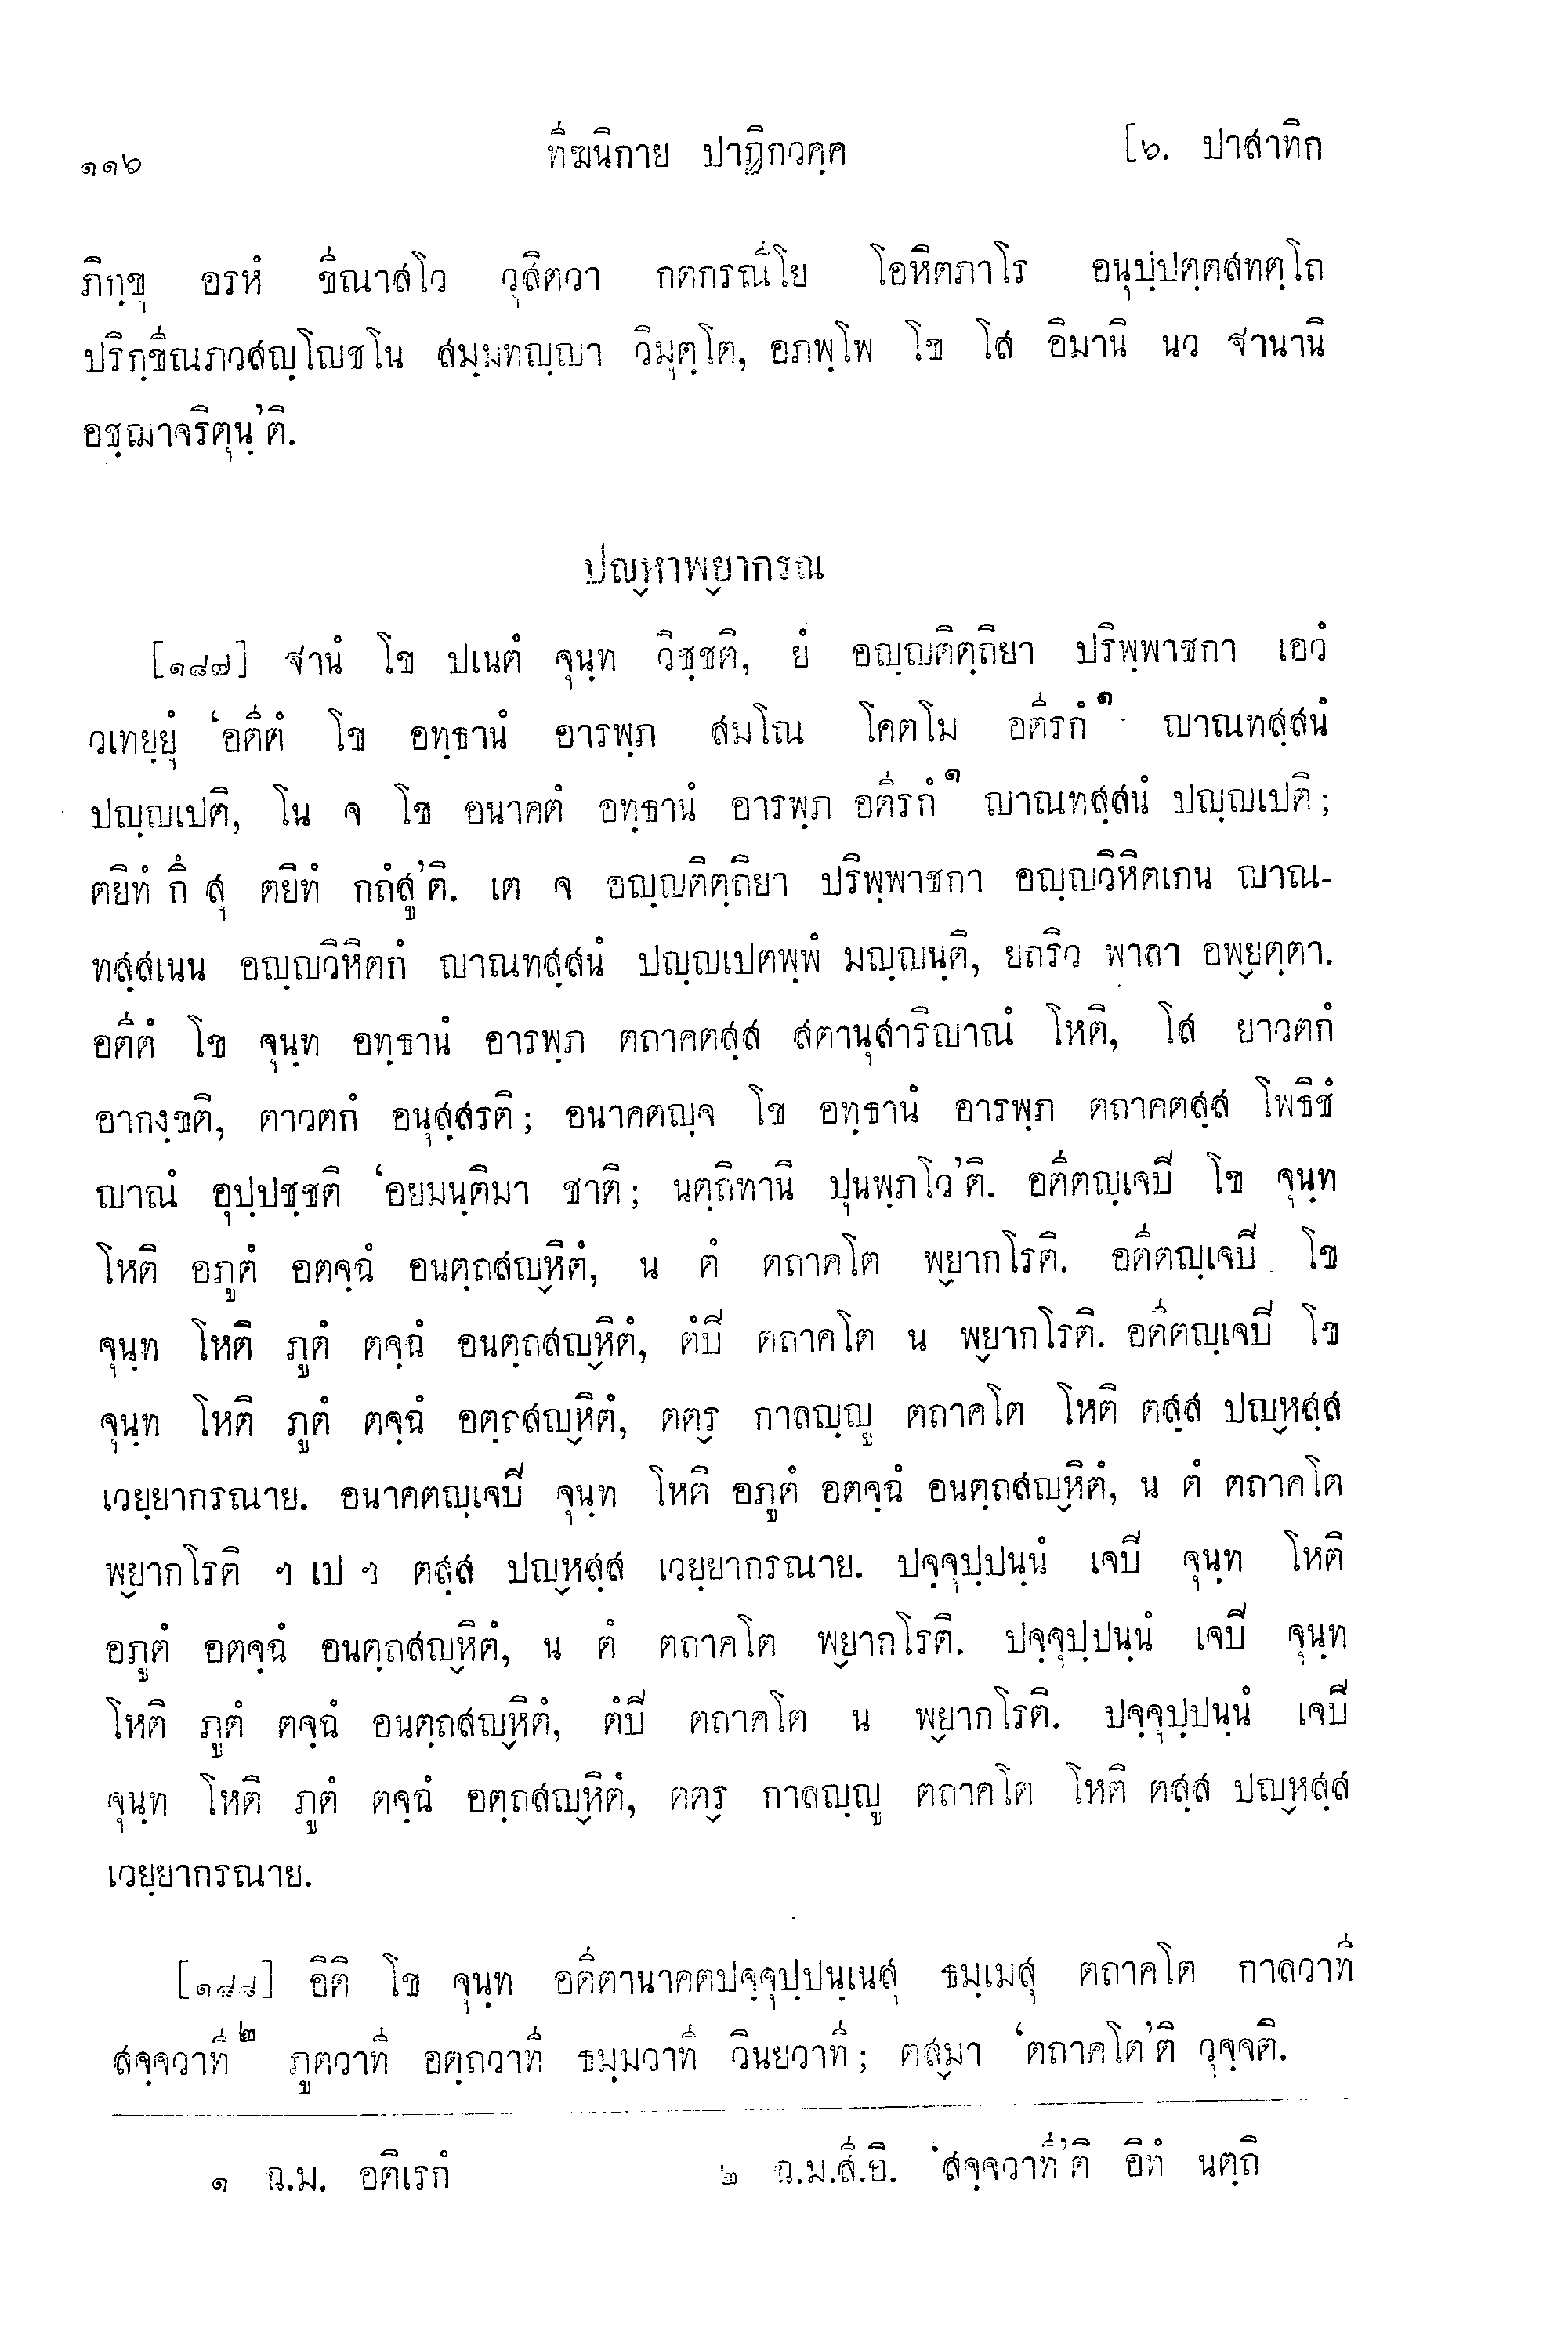 ๑๑๖ ทีฆนิกาย ปาฏิกวคฺค [๖. ปาสาทิก
ภิกฺขุ อรหํ ขีณาสโว วุสิตวา กตกรณีโย โอหิตภาโร อนุปฺปตฺตสทตฺโถ
ปริกฺขีณภวสญฺโญชโน สมฺมทญฺญา วิมุตฺโต, อภพฺโพ โข โส อิมานิ นว ฐานานิ
อชฺฌาจริตุนฺ’ติ.
ปญฺหาพฺยากรณ
[๑๘๗] ฐานํ โข ปเนตํ จุนฺท วิชฺชติ, ยํ อญฺญติตฺถิยา ปริพฺพาชกา เอวํ
วเทยฺยุํ ‘อตีตํ โข อทฺธานํ อารพฺภ สมโณ โคตโม อตีรกํ๑ ญาณทสฺสนํ
ปญฺญเปติ, โน จ โข อนาคตํ อทฺธานํ อารพฺภ อตีรกํ๑ ญาณทสฺสนํ ปญฺญเปติ;
ตยิทํ กึ สุ ตยิทํ กถํสู’ติ. เต จ อญฺญติตฺถิยา ปริพฺพาชกา อญฺญวิหิตเกน ญาณ-
ทสฺสเนน อญฺญวิหิตกํ ญาณทสฺสนํ ปญฺญเปตพฺพํ มญฺญนฺติ, ยถริว พาลา อพฺยตฺตา.
อตีตํ โข จุนฺท อทฺธานํ อารพฺภ ตถาคตสฺส สตานุสาริญาณํ โหติ, โส ยาวตกํ
อากงฺขติ, ตาวตกํ อนุสฺสรติ; อนาคตญฺจ โข อทฺธานํ อารพฺภ ตถาคตสฺส โพธิชํ
ญาณํ อุปฺปชฺชติ ‘อยมนฺติมา ชาติ; นตฺถิทานิ ปุนพฺภโว’ติ. อตีตญฺเจปิ โข จุนฺท
โหติ อภูตํ อตจฺฉํ อนตฺถสญฺหิตํ, น ตํ ตถาคโต พฺยากโรติ. อตีตญฺเจปิ โข
จุนฺท โหติ ภูตํ ตจฺฉํ อนตฺถสญฺหิตํ, ตํปิ ตถาคโต น พฺยากโรติ. อตีตญฺเจปิ โข
จุนฺท โหติ ภูตํ ตจฺฉํ อตฺถสญฺหิตํ, ตตฺร กาลญฺญู ตถาคโต โหติ ตสฺส ปญฺหสฺส
เวยฺยากรณาย. อนาคตญฺเจปิ จุนฺท โหติ อภูตํ อตจฺฉํ อนตฺถสญฺหิตํ, น ตํ ตถาคโต
พฺยากโรติ ฯ เป ฯ ตสฺส ปญฺหสฺส เวยฺยากรณาย. ปจฺจุปฺปนฺนํ เจปิ จุนฺท โหติ
อภูตํ อตจฺฉํ อนตฺถสญฺหิตํ, น ตํ ตถาคโต พฺยากโรติ. ปจฺจุปฺปนฺนํ เจปิ จุนฺท
โหติ ภูตํ ตจฺฉํ อนตฺถสญฺหิตํ, ตํปิ ตถาคโต น พฺยากโรติ. ปจฺจุปฺปนฺนํ เจปิ
จุนฺท โหติ ภูตํ ตจฺฉํ อตฺถสญฺหิตํ, ตตฺร กาลญฺญู ตถาคโต โหติ ตสฺส ปญฺหสฺส
เวยฺยากรณาย.
[๑๘๘] อิติ โข จุนฺท อตีตานาคตปจฺจุปฺปนฺเนสุ ธมฺเมสุ ตถาคโต กาลวาที
สจฺจวาที๒ ภูตวาที อตฺถวาที ธมฺมวาที วินยวาที; ตสฺมา ‘ตถาคโต’ติ วุจฺจติ.
๑ ฉ.ม. อติเรกํ ๒ ฉ.ม.สี.อิ. ‘สจฺจวาที’ติ อิทํ นตฺถิ